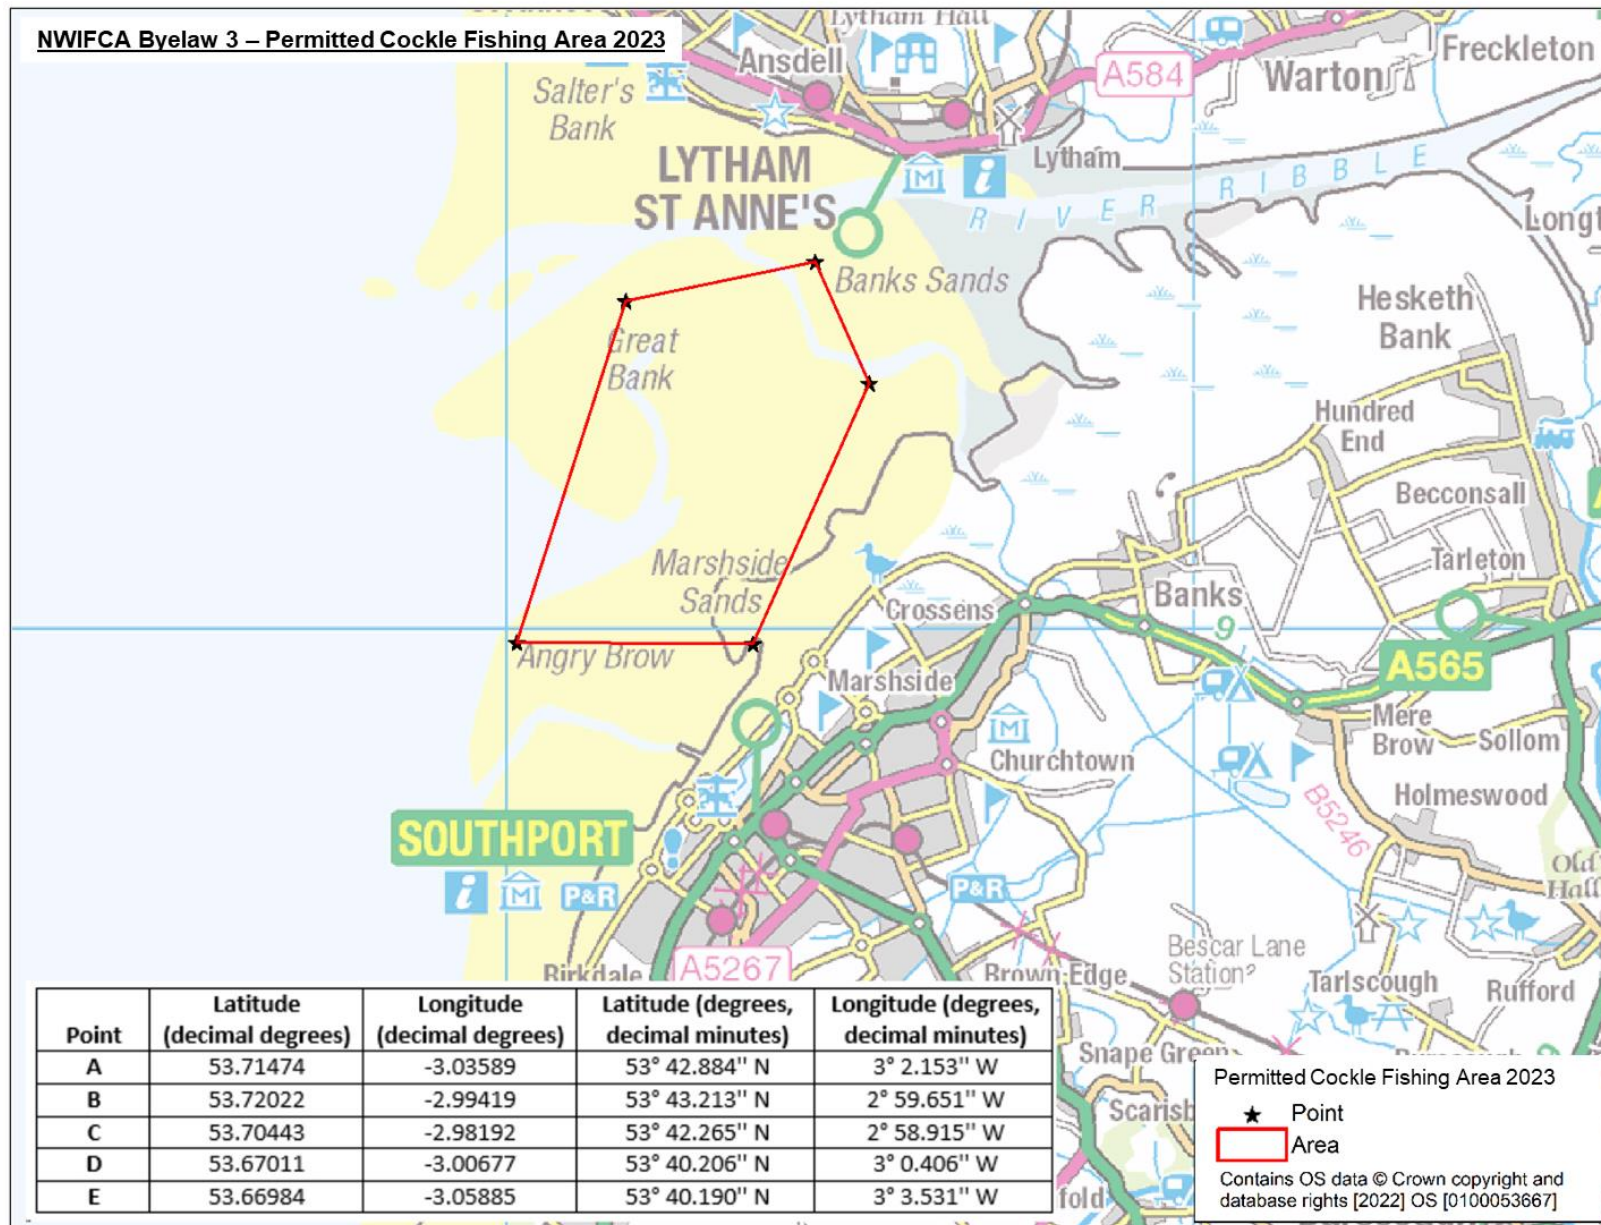 NWIFCA Byelaw 3 – Permitted Cockle Fishing Area 2023
Lytham Hall
Ansdell
Freckleton
A584
Warton
Salter's
Bank
LYTHAM
ST ANNE'S
Lytham
RIVER RIBBLE
Banks Sands
Great
Bank
Hesketh
Bank
Hundred
End
Becconsall
Marshside
Sands
Crossens
Tarleton
Banks
9
Angry Brow
Marshside
A565
Mere
Brow
Sollom
Churchtown
Holmeswood
B5246
SOUTHPORT
i
M
P&R
P&R
Old
Hall
Bescar Lane
Station
Birkdale
A5267
Brown Edge
Tarlscough
Rufford
Snape Green
Point Latitude (decimal degrees) Longitude (decimal degrees) Latitude (degrees, decimal minutes) Longitude (degrees, decimal minutes)
A 53.71474 -3.03589 53° 42.884'' N 3° 2.153'' W
B 53.72022 -2.99419 53° 43.213'' N 2° 59.651'' W
C 53.70443 -2.98192 53° 42.265'' N 2° 58.915'' W
D 53.67011 -3.00677 53° 40.206'' N 3° 0.406'' W
E 53.66984 -3.05885 53° 40.190'' N 3° 3.531'' W
Permitted Cockle Fishing Area 2023
Point
Area
Contains OS data © Crown copyright and
database rights [2022] OS [0100053667]